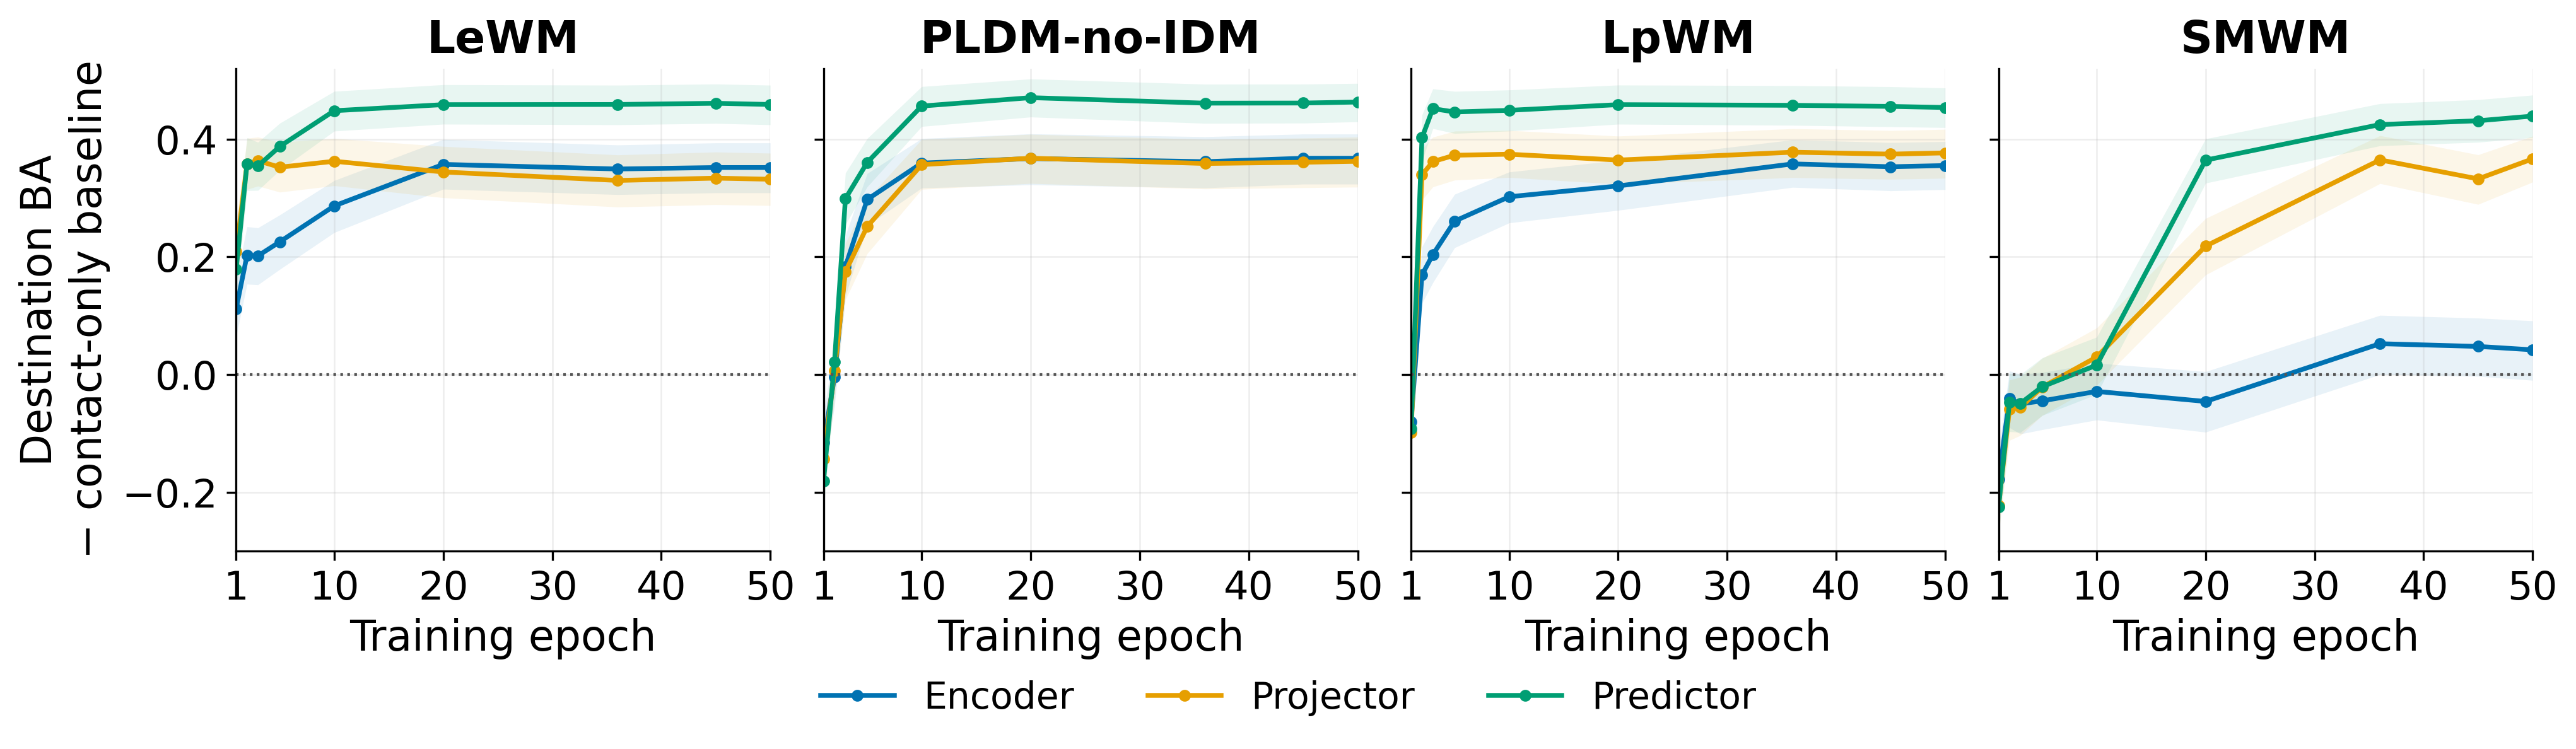 LeWM
PLDM-no-IDM
LpWM
SMWM
Destination BA
− contact-only baseline
0.4
0.2
0.0
−0.2
1 10 20 30 40 50
1 10 20 30 40 50
1 10 20 30 40 50
1 10 20 30 40 50
Training epoch
Training epoch
Training epoch
Training epoch
Encoder
Projector
Predictor